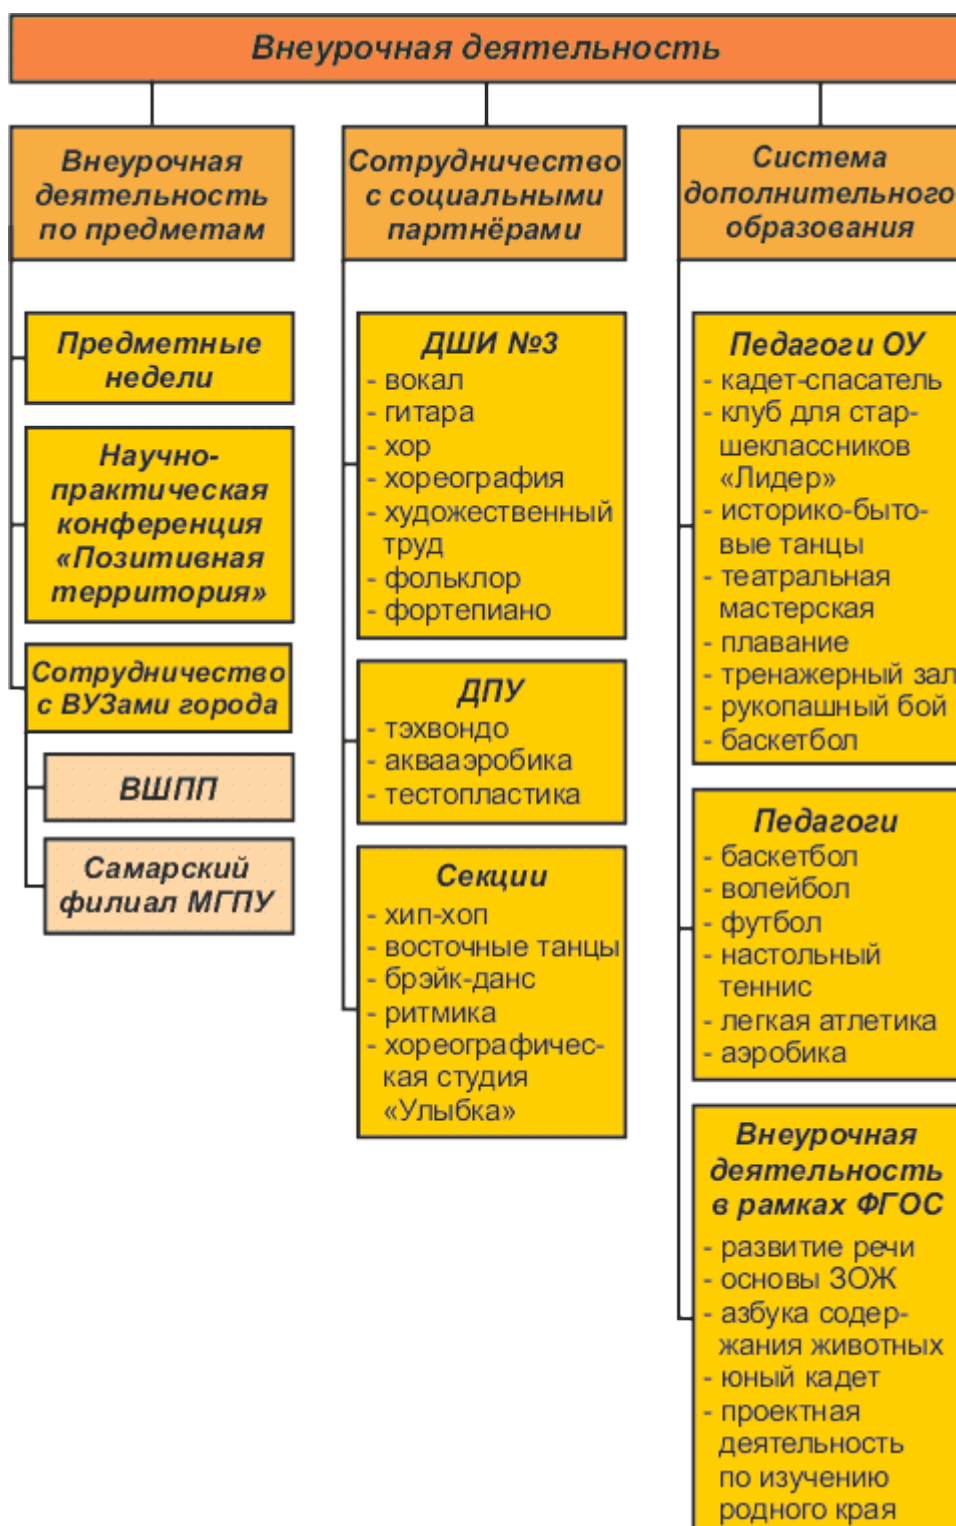 Внеурочная деятельность
Внеурочная
деятельность
по предметам
Предметные
недели
Научно-
практическая
конференция
«Позитивная
территория»
Сотрудничество
с ВУЗами города
ВШПП
Самарский
филиал МГПУ
Сотрудничество
с социальными
партнёрами
ДШИ №3
- вокал
- гитара
- хор
- хореография
- художественный
труд
- фольклор
- фортепиано
ДПУ
- тэхвондо
- аквааэробика
- тестопластика
Секции
- хип-хоп
- восточные танцы
- брэйк-данс
- ритмика
- хореографичес-
кая студия
«Улыбка»
Система
дополнительного
образования
Педагоги ОУ
- кадет-спасатель
- клуб для стар-
шеклассников
«Лидер»
- историко-быто-
вые танцы
- театральная
мастерская
- плавание
- тренажерный зал
- рукопашный бой
- баскетбол
Педагоги
- баскетбол
- волейбол
- футбол
- настольный
теннис
- легкая атлетика
- аэробика
Внеурочная
деятельность
в рамках ФГОС
- развитие речи
- основы ЗОЖ
- азбука содер-
жания животных
- юный кадет
- проектная
деятельность
по изучению
родного края